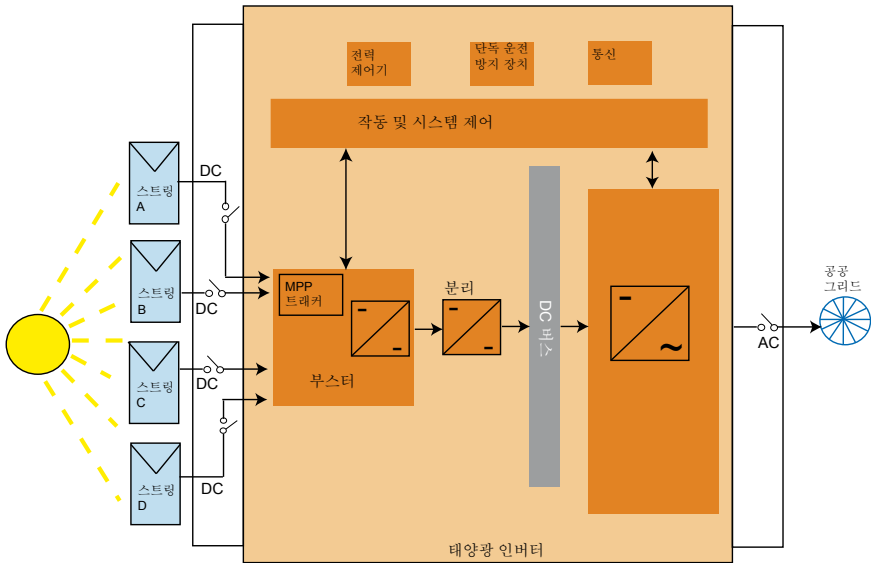 전력
제어기
단독 운전
방지 장치
통신
작동 및 시스템 제어
스트링
A
DC
스트링
B
DC
스트링
C
DC
스트링
D
DC
MPP
트래커
부스터
분리
DC 버스
AC
공공
그리드
태양광 인버터